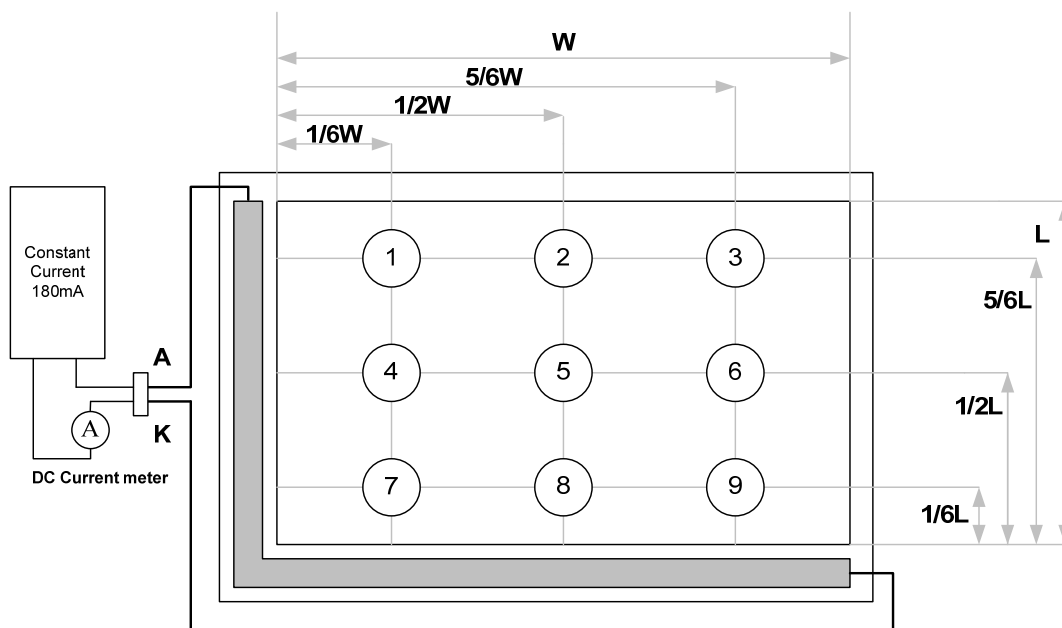 W
5/6W
1/2W
1/6W
L
Constant
Current
180mA
1
2
3
5/6L
A
4
5
6
1/2L
A
K
DC Current meter
7
8
9
1/6L